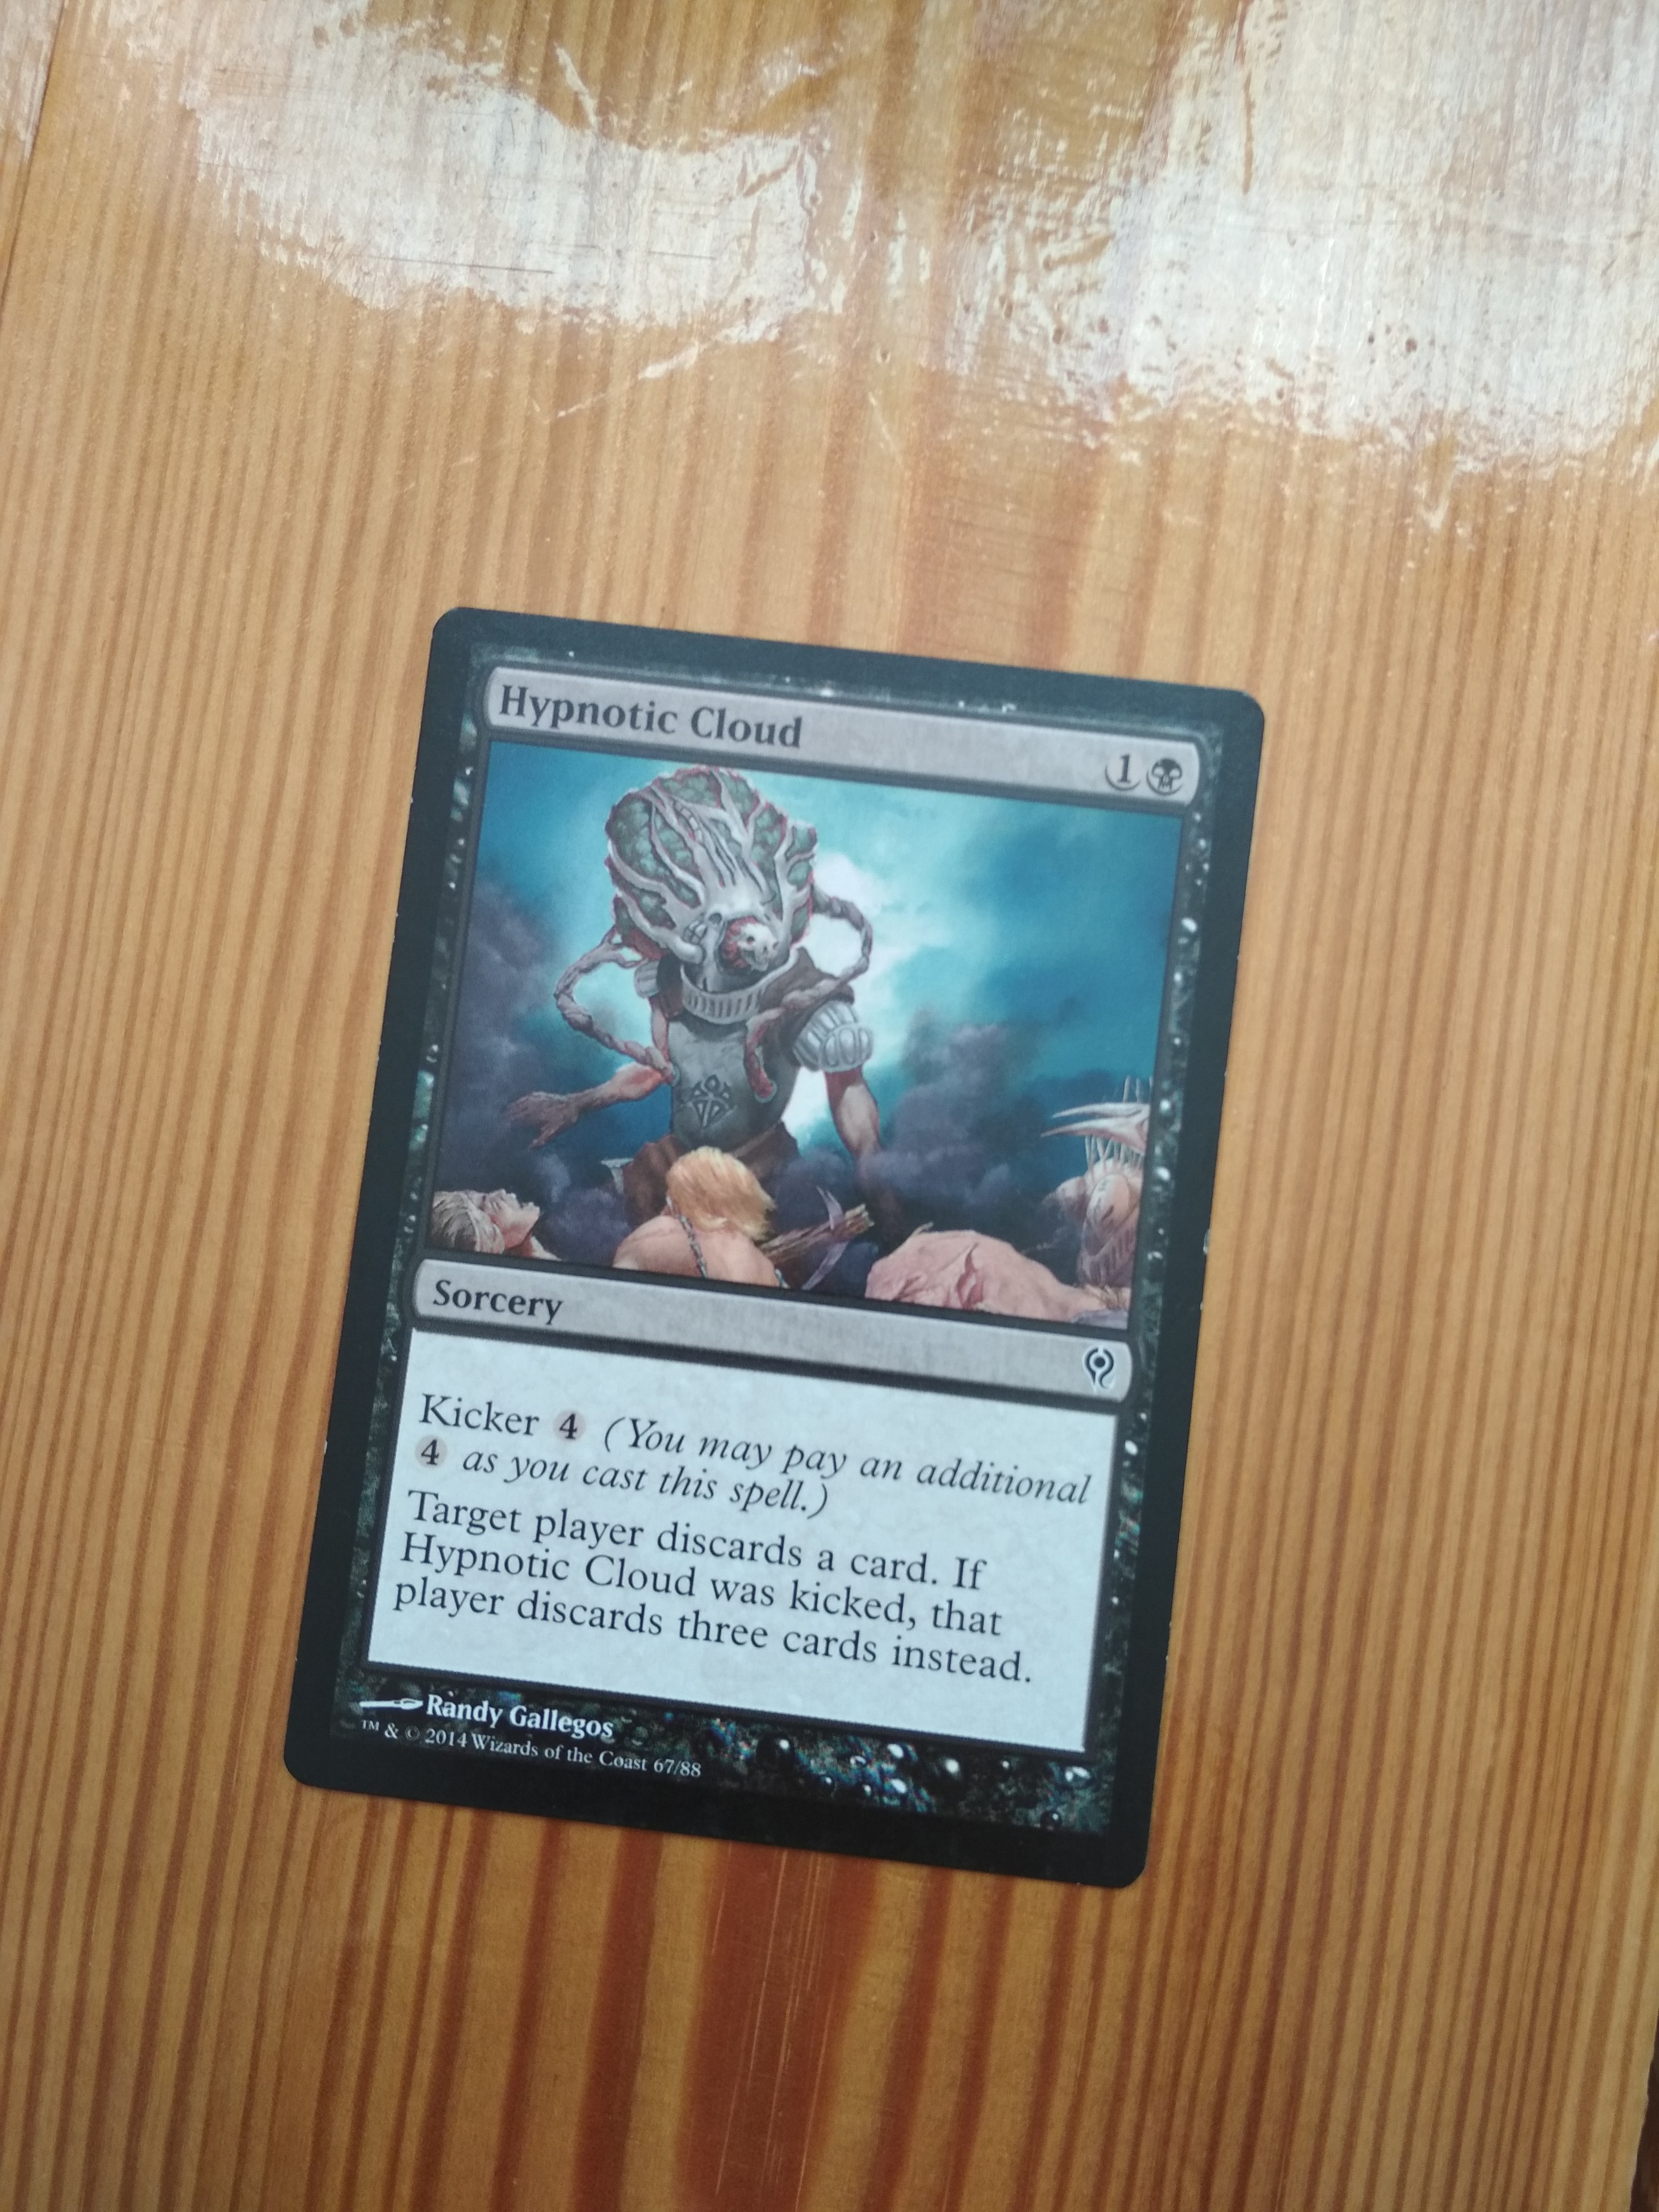 Hypnotic Cloud
1
Sorcery
Kicker 4 (You may pay an additional
4 as you cast this spell.)
Target player discards a card. If
Hypnotic Cloud was kicked, that
player discards three cards instead.
Randy Gallegos
™ & © 2014 Wizards of the Coast 67/88